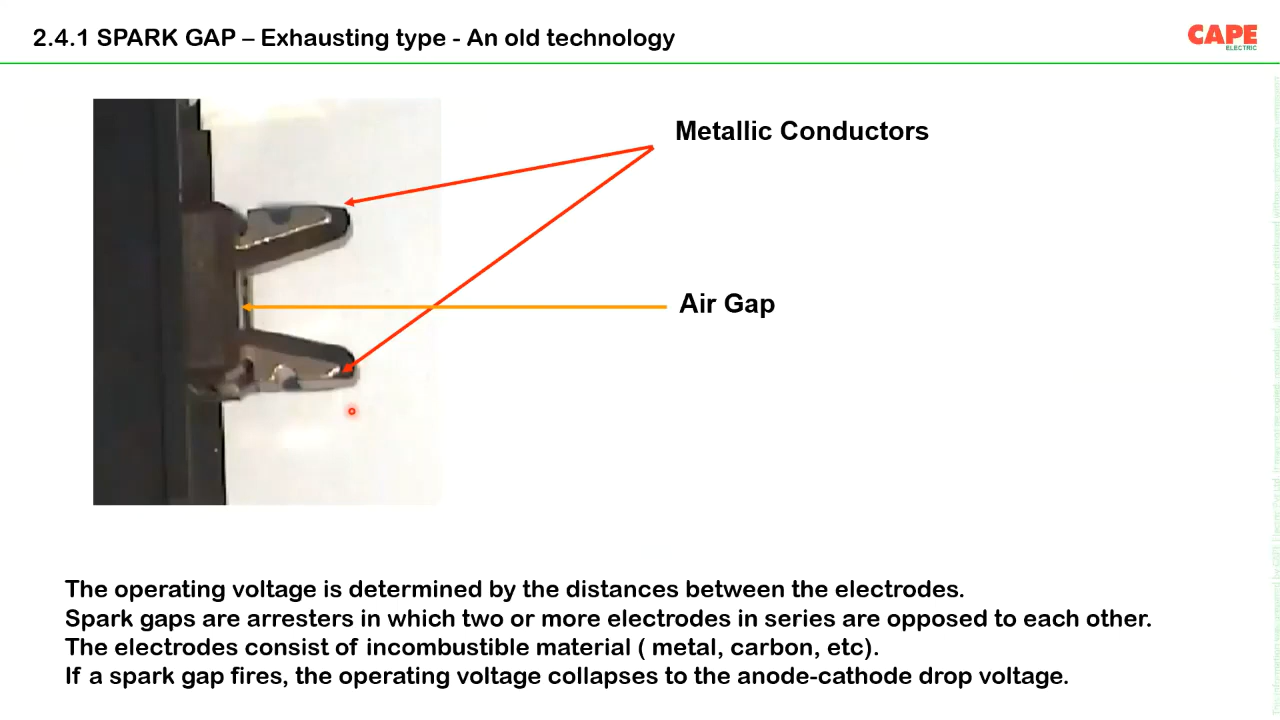 2.4.1 SPARK GAP – Exhausting type - An old technology
CAPE
ELECTRIC
Metallic Conductors
Air Gap
The operating voltage is determined by the distances between the electrodes.
Spark gaps are arresters in which two or more electrodes in series are opposed to each other.
The electrodes consist of incombustible material ( metal, carbon, etc).
If a spark gap fires, the operating voltage collapses to the anode-cathode drop voltage.